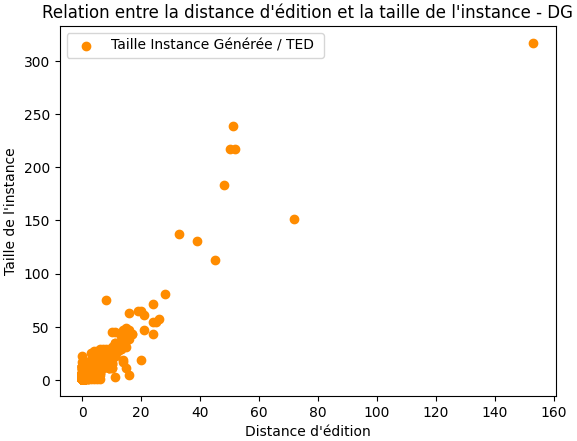 Relation entre la distance d'édition et la taille de l'instance - DG
Taille Instance Générée / TED
Taille de l'instance
300
250
200
150
100
50
0
0 20 40 60 80 100 120 140 160
Distance d'édition